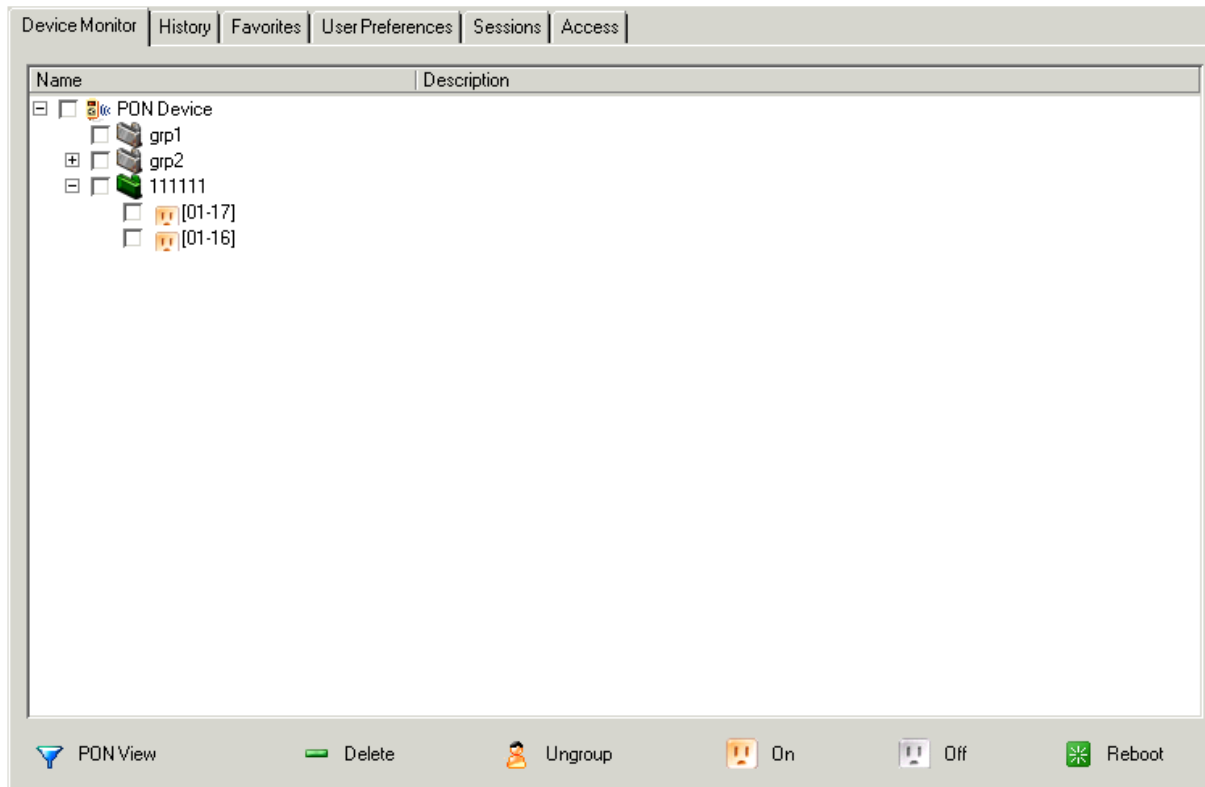 Device Monitor History Favorites User Preferences Sessions Access
Name Description
PON Device
grp1
grp2
111111
[01-17]
[01-16]
PON View Delete Ungroup On Off Reboot